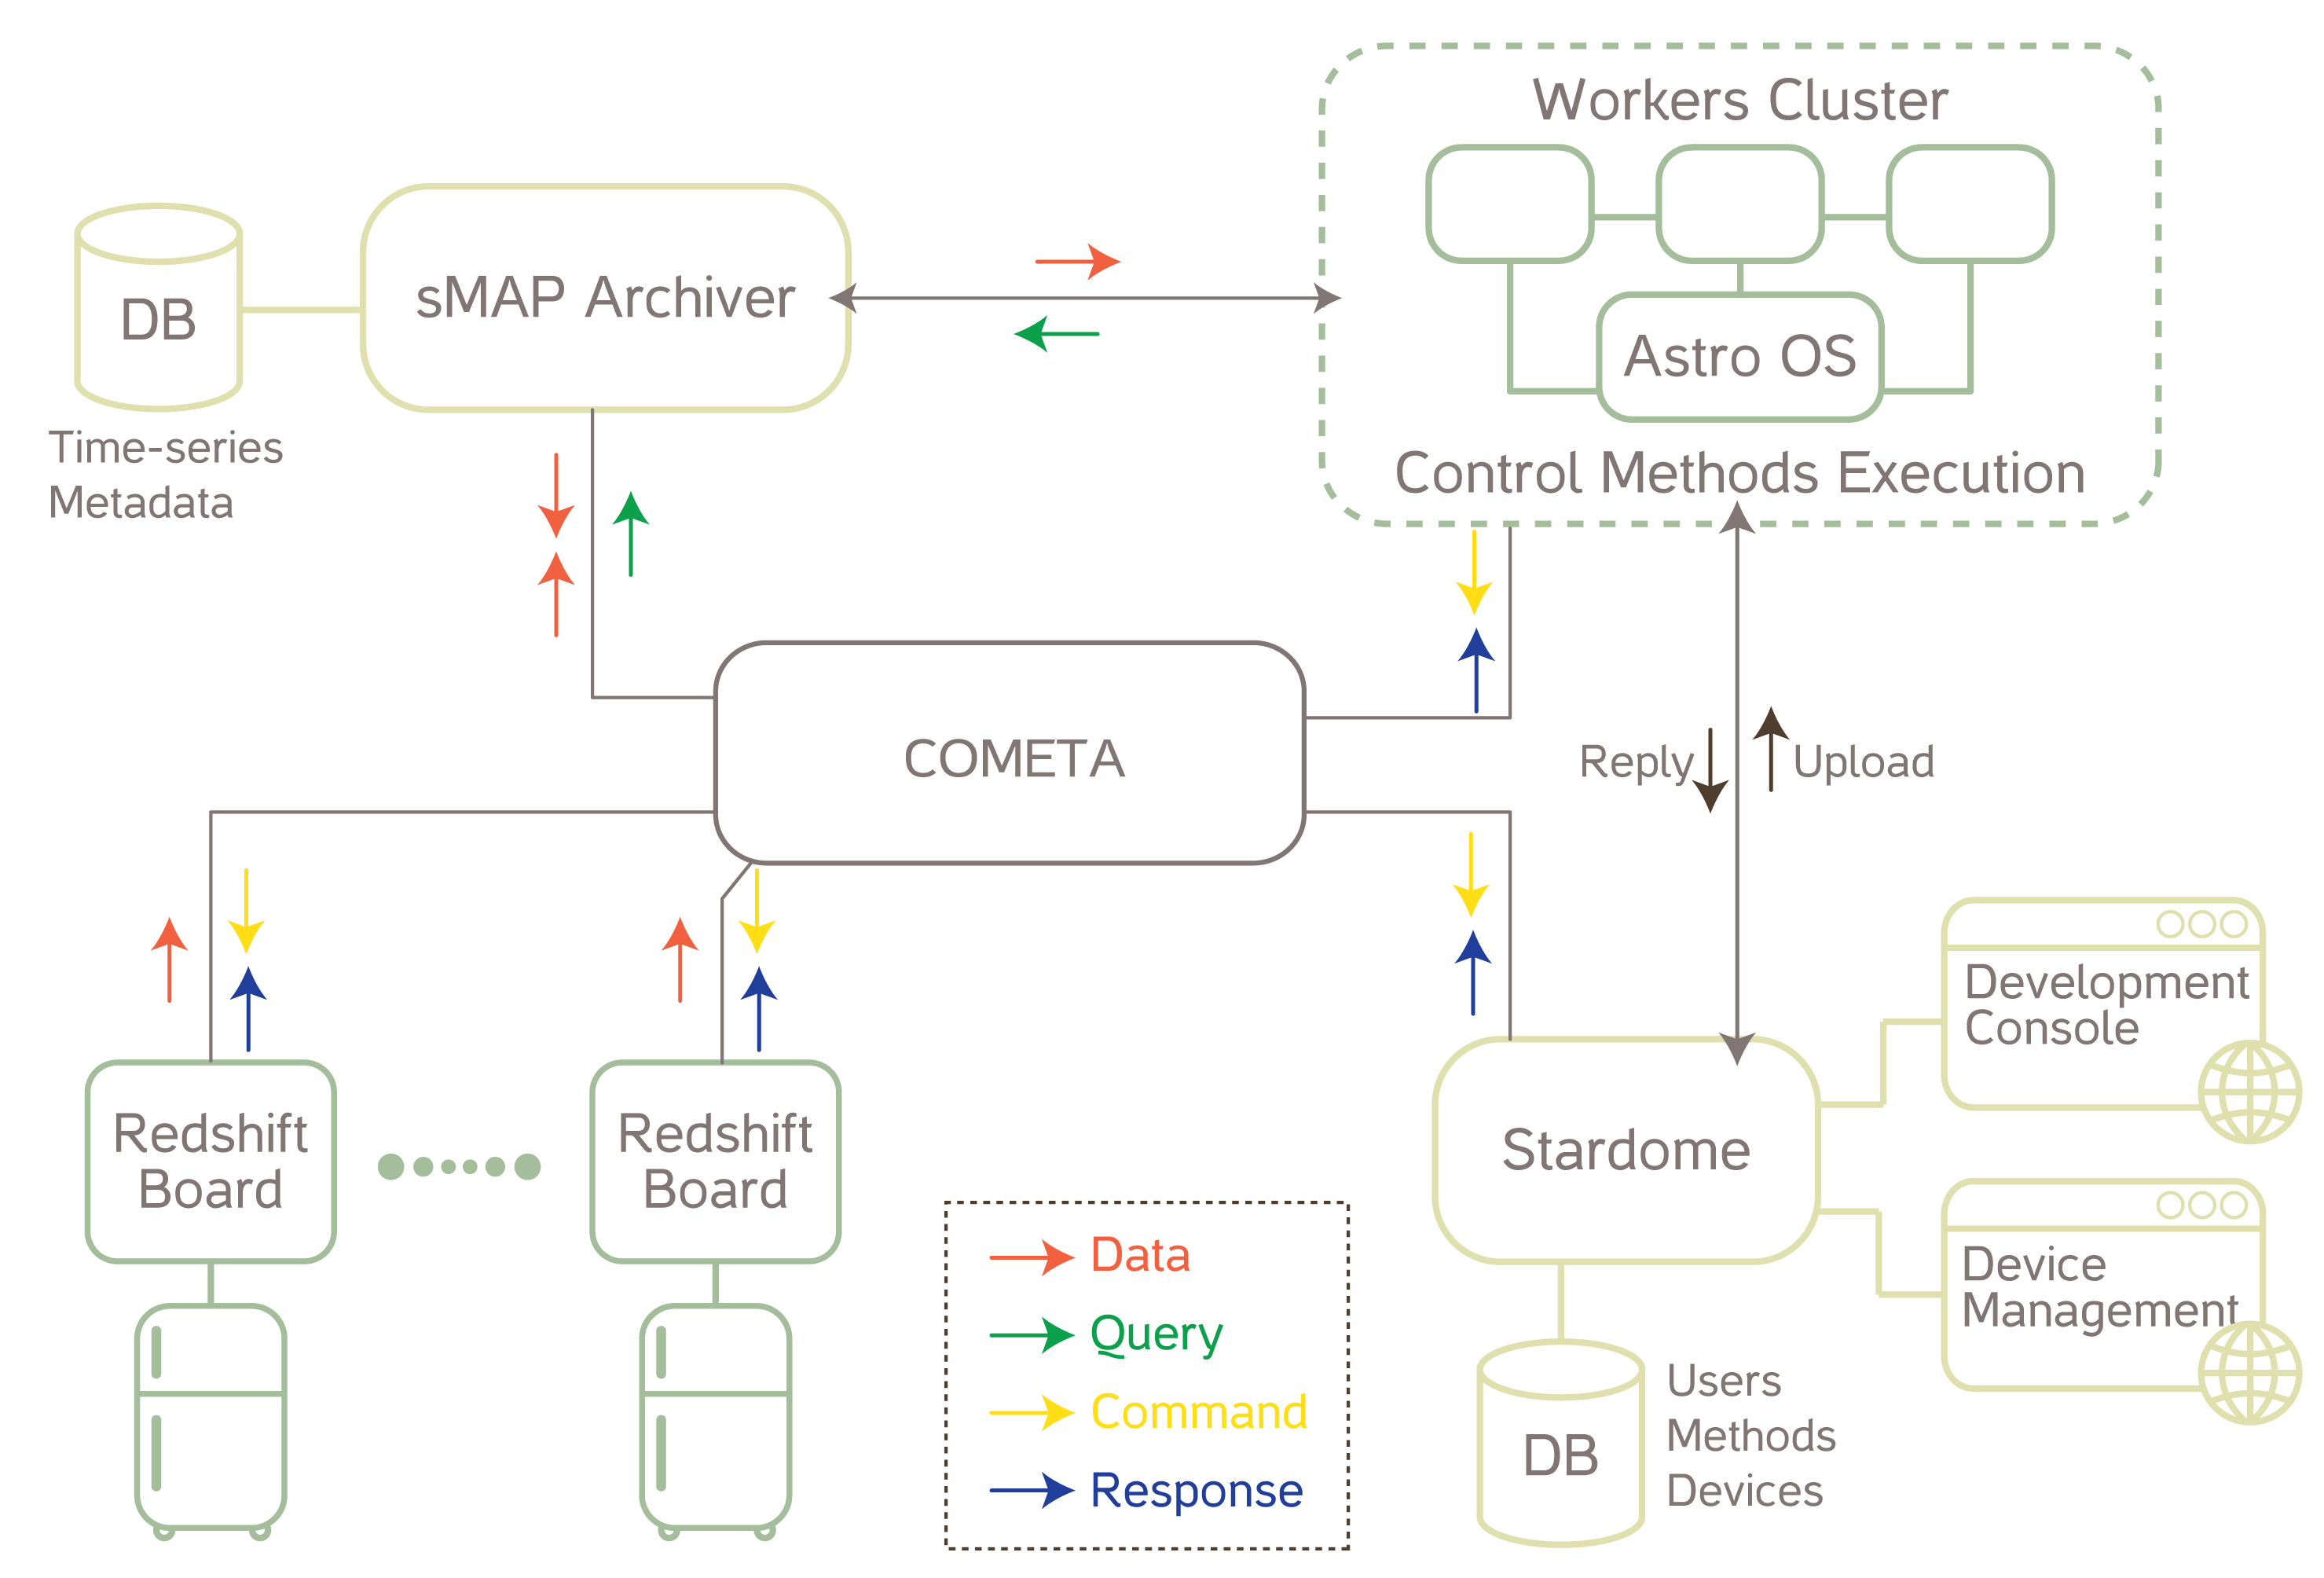 Workers Cluster
sMAP Archiver
DB
Astro OS
Time-series
Metadata
Control Methods Execution
COMETA
Reply
Upload
Development
Console
Redshift
Board
Redshift
Board
Stardome
Device
Management
Data
Query
Command
Response
DB
Users
Methods
Devices